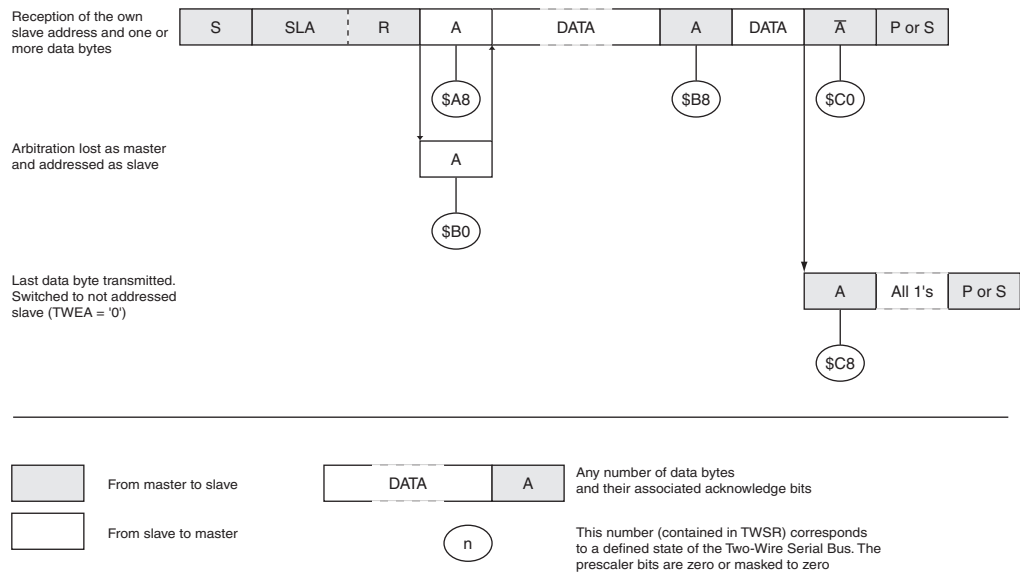 Reception of the own
slave address and one or
more data bytes
S SLA R A DATA A DATA A̅ P or S
$A8 $B8 $C0
Arbitration lost as master
and addressed as slave
A
$B0
Last data byte transmitted.
Switched to not addressed
slave (TWEA = '0')
A All 1's P or S
$C8
From master to slave
DATA A
Any number of data bytes
and their associated acknowledge bits
From slave to master
n
This number (contained in TWSR) corresponds
to a defined state of the Two-Wire Serial Bus. The
prescaler bits are zero or masked to zero